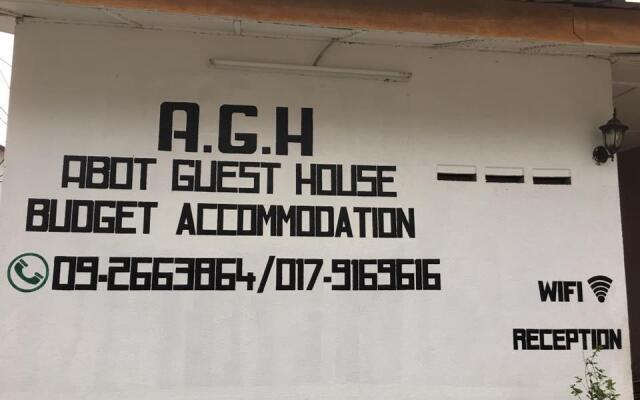 A.G.H
ABOT GUEST HOUSE
BUDGET ACCOMMODATION
09-2663864/017-9169616
WIFI
RECEPTION